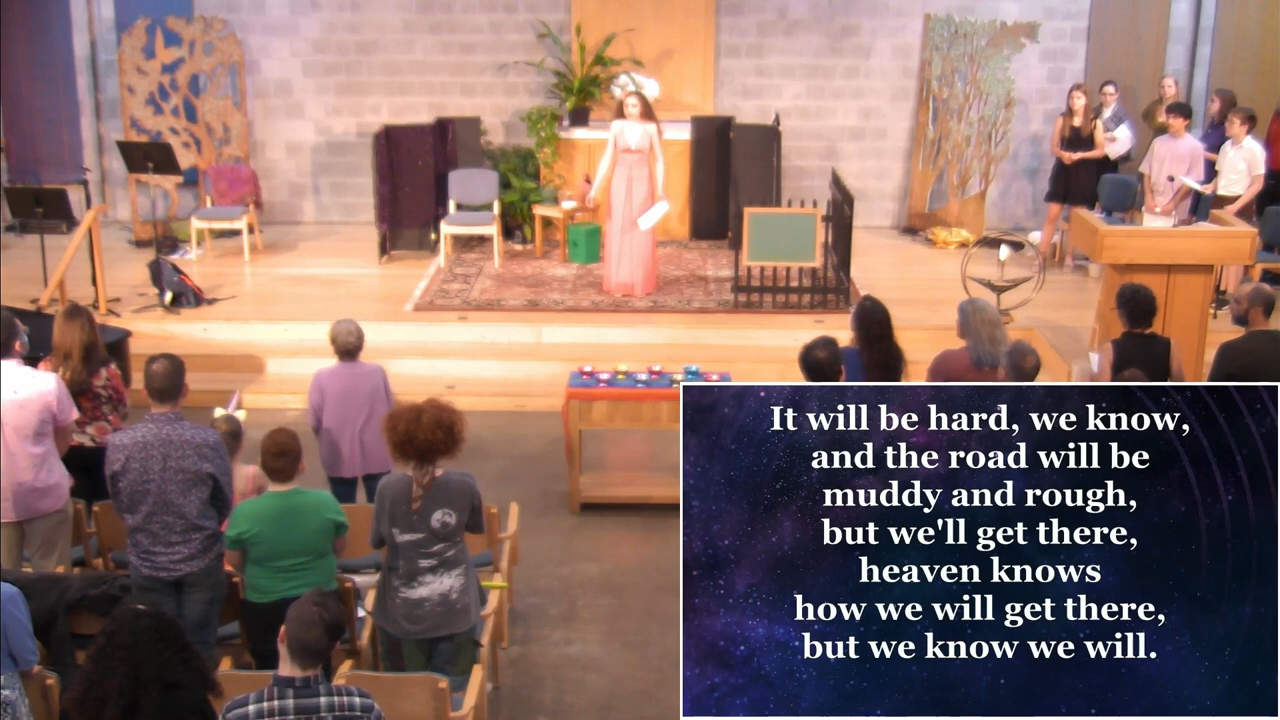 It will be hard, we know,
and the road will be
muddy and rough,
but we'll get there,
heaven knows
how we will get there,
but we know we will.